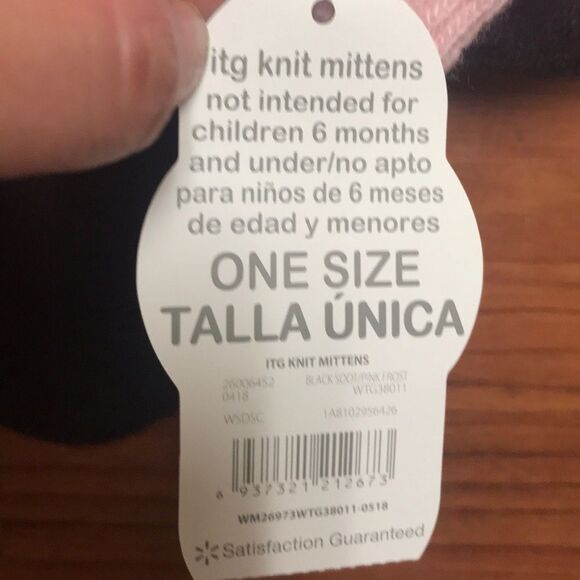 itg knit mittens
not intended for
children 6 months
and under/no apto
para niños de 6 meses
de edad y menores
ONE SIZE
TALLA ÚNICA
ITG KNIT MITTENS
26006452 BLACK SOOT/PINK FROST
0418 WTG38011
WSDSC 1A8102956426
6 937321 212673
WM26973WTG38011-0518
Satisfaction Guaranteed